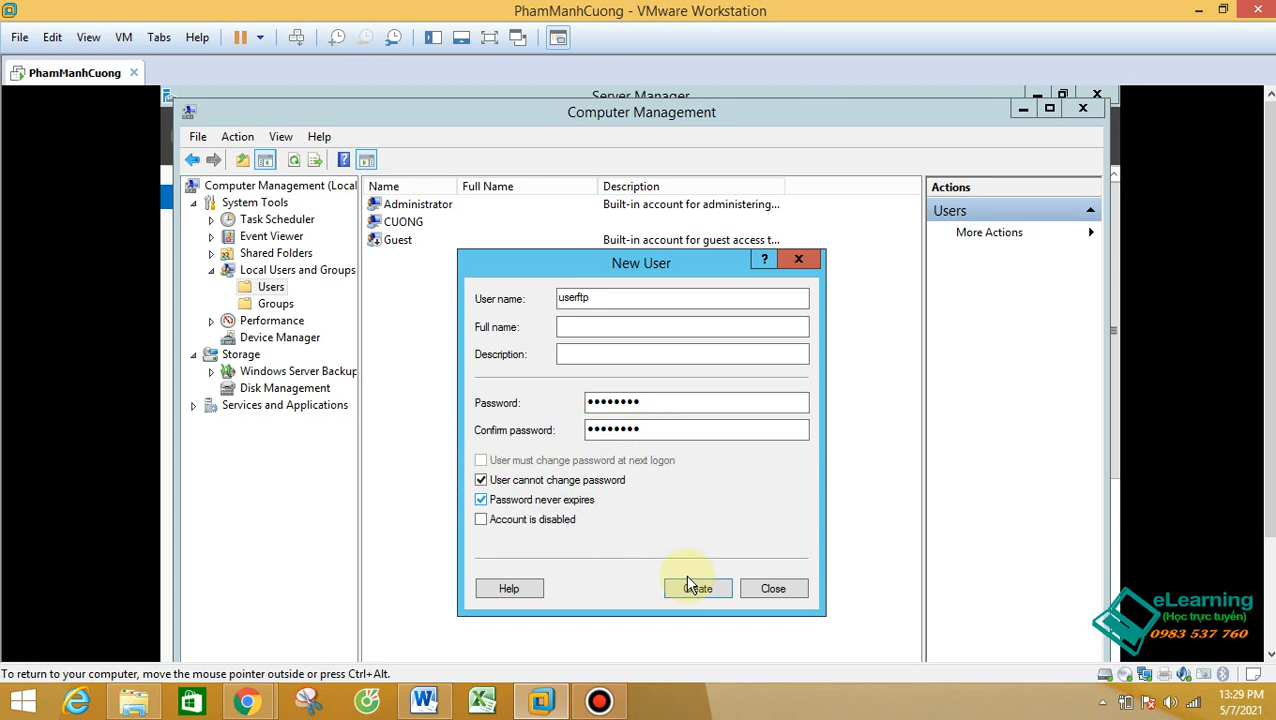 PhamManhCuong - VMware Workstation
File Edit View VM Tabs Help
PhamManhCuong
Server Manager
Computer Management
File Action View Help
Computer Management (Local
System Tools
Task Scheduler
Event Viewer
Shared Folders
Local Users and Groups
Users
Groups
Performance
Device Manager
Storage
Windows Server Backup
Disk Management
Services and Applications
Name Full Name Description
Administrator Built-in account for administering...
CUONG
Guest Built-in account for guest access t...
Actions
Users
More Actions
New User
User name: userftp
Full name:
Description:
Password: ••••••••
Confirm password: ••••••••
User must change password at next logon
User cannot change password
Password never expires
Account is disabled
Help Create Close
eLearning
(Học trực tuyến)
0983 537 760
To return to your computer, move the mouse pointer outside or press Ctrl+Alt.
13:29 PM
5/7/2021